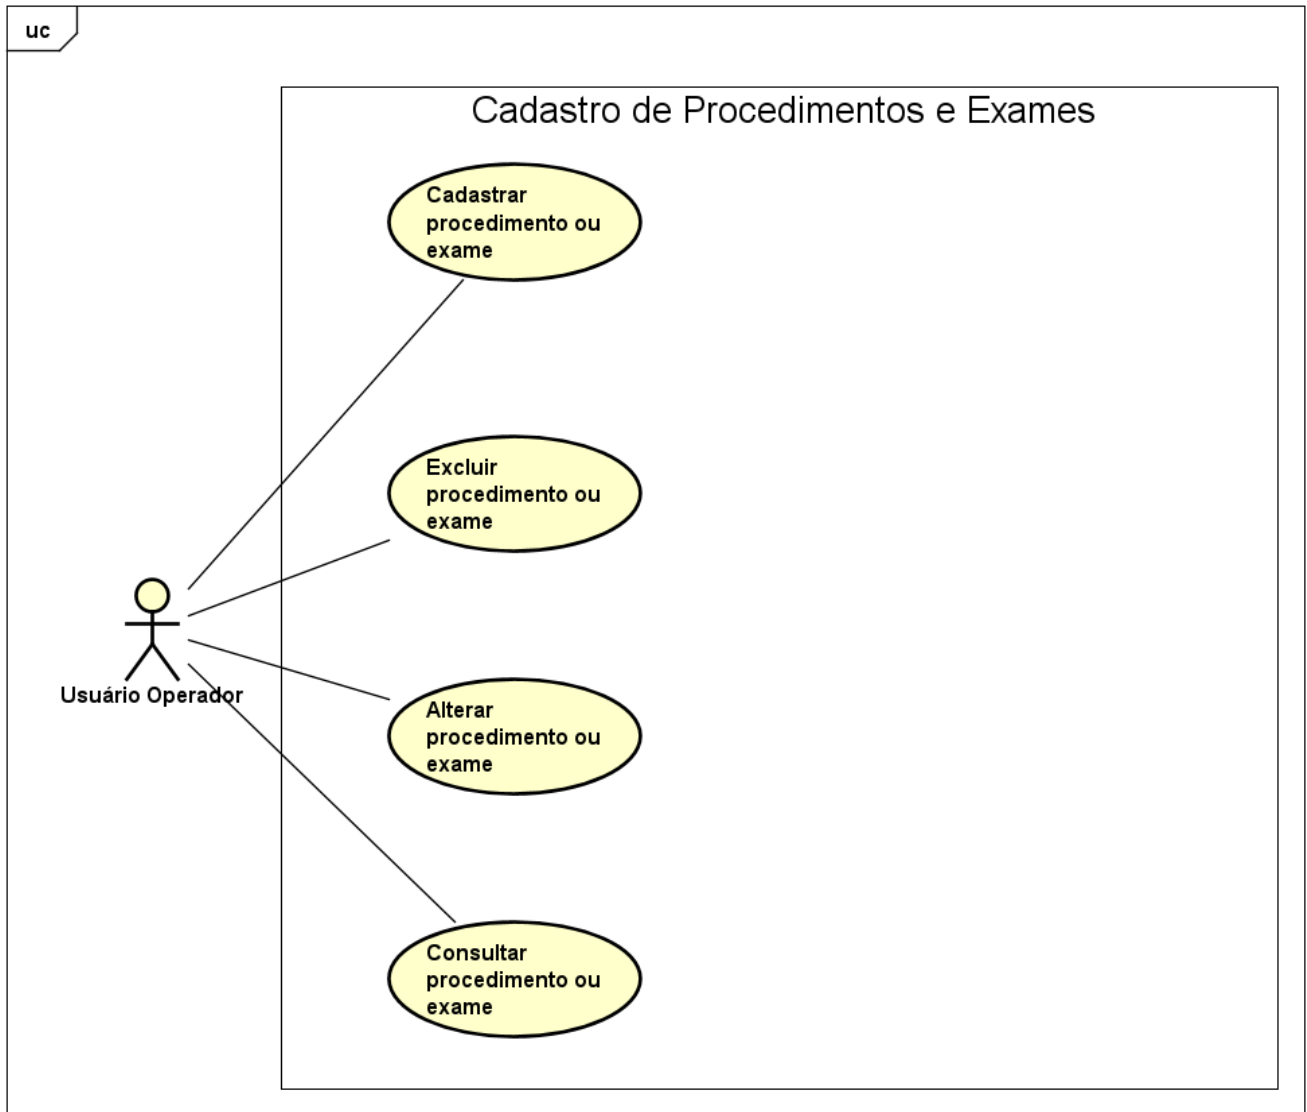 uc
Cadastro de Procedimentos e Exames
Cadastrar
procedimento ou
exame
Excluir
procedimento ou
exame
Usuário Operador
Alterar
procedimento ou
exame
Consultar
procedimento ou
exame